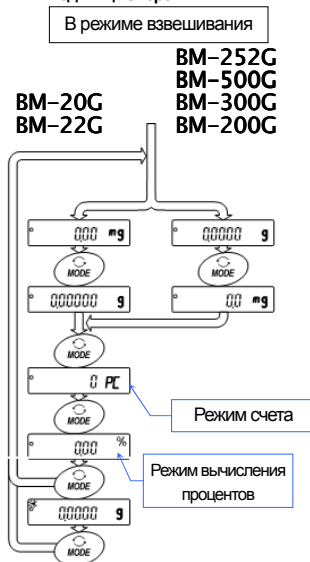 В режиме взвешивания
BM-252G
BM-500G
BM-20G BM-300G
BM-22G BM-200G
0,00 mg 0,0000 g
MODE MODE
0,00000 g 0,0 mg
MODE
0 PC
MODE
Режим счета
0,00 %
MODE
Режим вычисления
процентов
0,0000 g
MODE